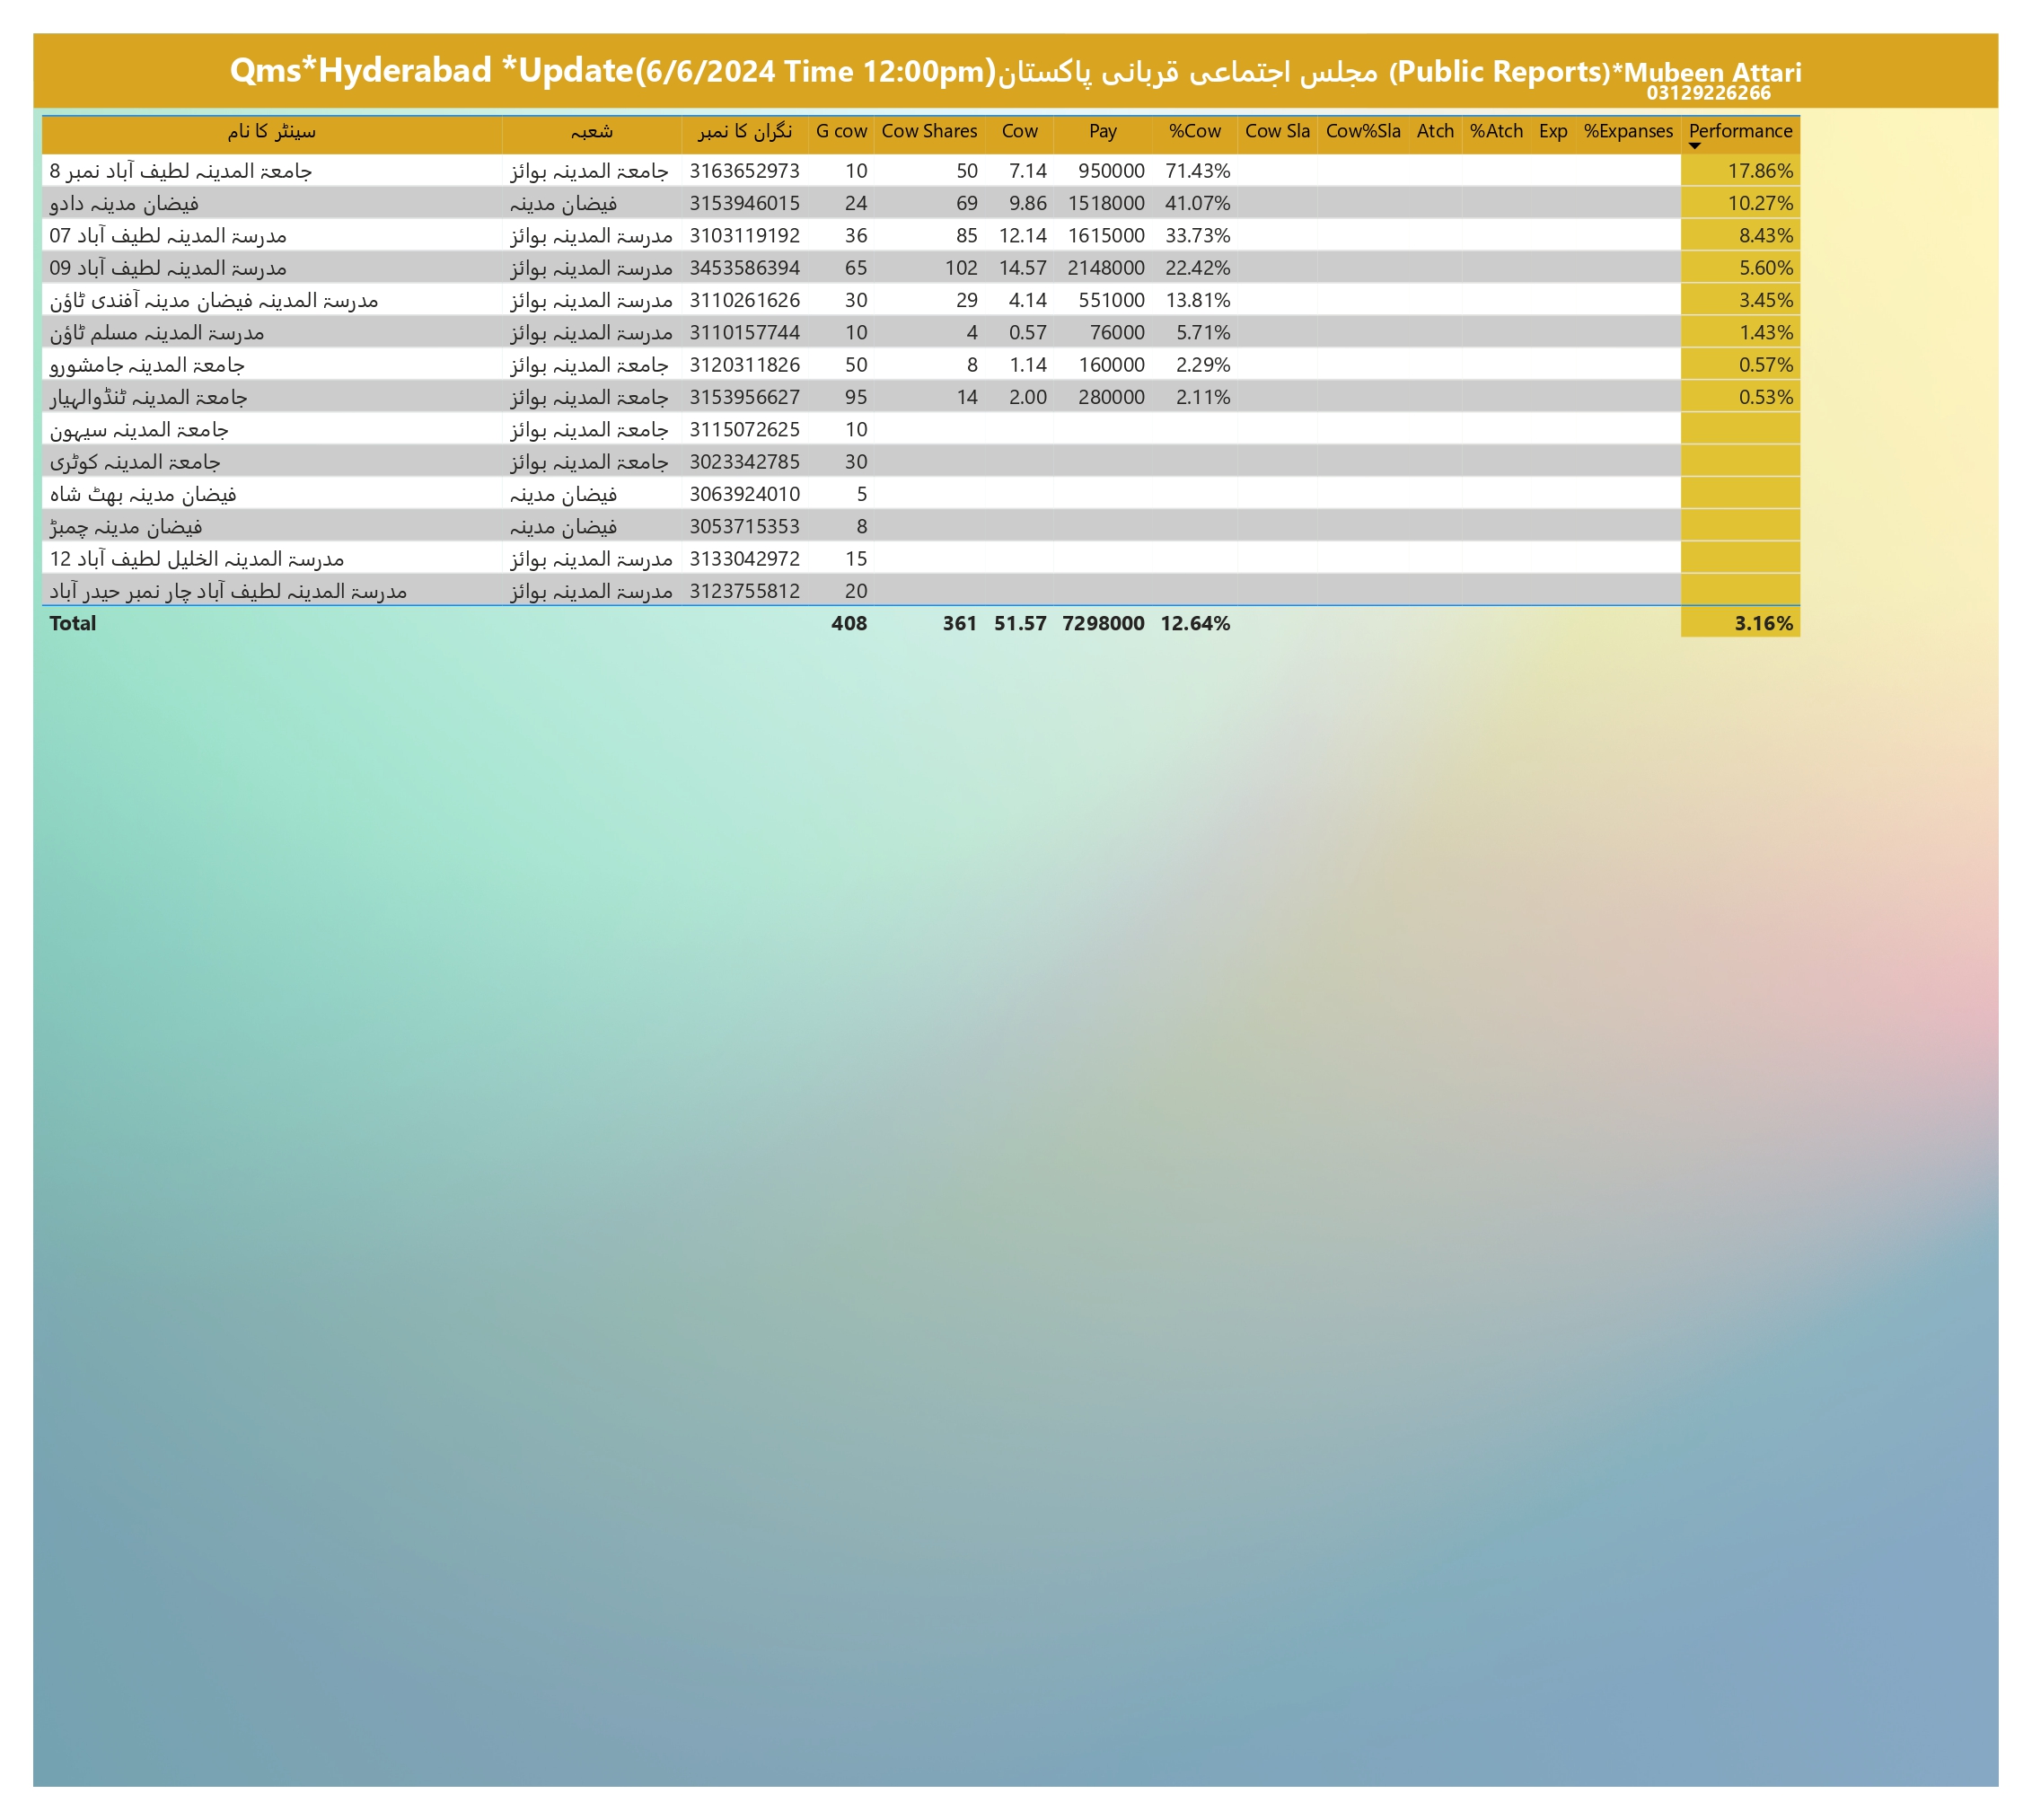 Qms*Hyderabad *Update(6/6/2024 Time 12:00pm)مجلس اجتماعی قربانی پاکستان (Public Reports)*Mubeen Attari
03129226266
سینٹر کا نام شعبہ نگران کا نمبر G cow Cow Shares Cow Pay %Cow Cow Sla Cow%Sla Atch %Atch Exp %Expanses Performance
جامعۃ المدینہ لطیف آباد نمبر 8 جامعۃ المدینہ بوائز 3163652973 10 50 7.14 950000 71.43% 17.86%
فیضان مدینہ دادو فیضان مدینہ 3153946015 24 69 9.86 1518000 41.07% 10.27%
مدرسۃ المدینہ لطیف آباد 07 مدرسۃ المدینہ بوائز 3103119192 36 85 12.14 1615000 33.73% 8.43%
مدرسۃ المدینہ لطیف آباد 09 مدرسۃ المدینہ بوائز 3453586394 65 102 14.57 2148000 22.42% 5.60%
مدرسۃ المدینہ فیضان مدینہ آفندی ٹاؤن مدرسۃ المدینہ بوائز 3110261626 30 29 4.14 551000 13.81% 3.45%
مدرسۃ المدینہ مسلم ٹاؤن مدرسۃ المدینہ بوائز 3110157744 10 4 0.57 76000 5.71% 1.43%
جامعۃ المدینہ جامشورو جامعۃ المدینہ بوائز 3120311826 50 8 1.14 160000 2.29% 0.57%
جامعۃ المدینہ ٹنڈوالہیار جامعۃ المدینہ بوائز 3153956627 95 14 2.00 280000 2.11% 0.53%
جامعۃ المدینہ سیہون جامعۃ المدینہ بوائز 3115072625 10
جامعۃ المدینہ کوٹری جامعۃ المدینہ بوائز 3023342785 30
فیضان مدینہ بھٹ شاہ فیضان مدینہ 3063924010 5
فیضان مدینہ چمبڑ فیضان مدینہ 3053715353 8
مدرسۃ المدینہ الخلیل لطیف آباد 12 مدرسۃ المدینہ بوائز 3133042972 15
مدرسۃ المدینہ لطیف آباد چار نمبر حیدر آباد مدرسۃ المدینہ بوائز 3123755812 20
Total 408 361 51.57 7298000 12.64% 3.16%